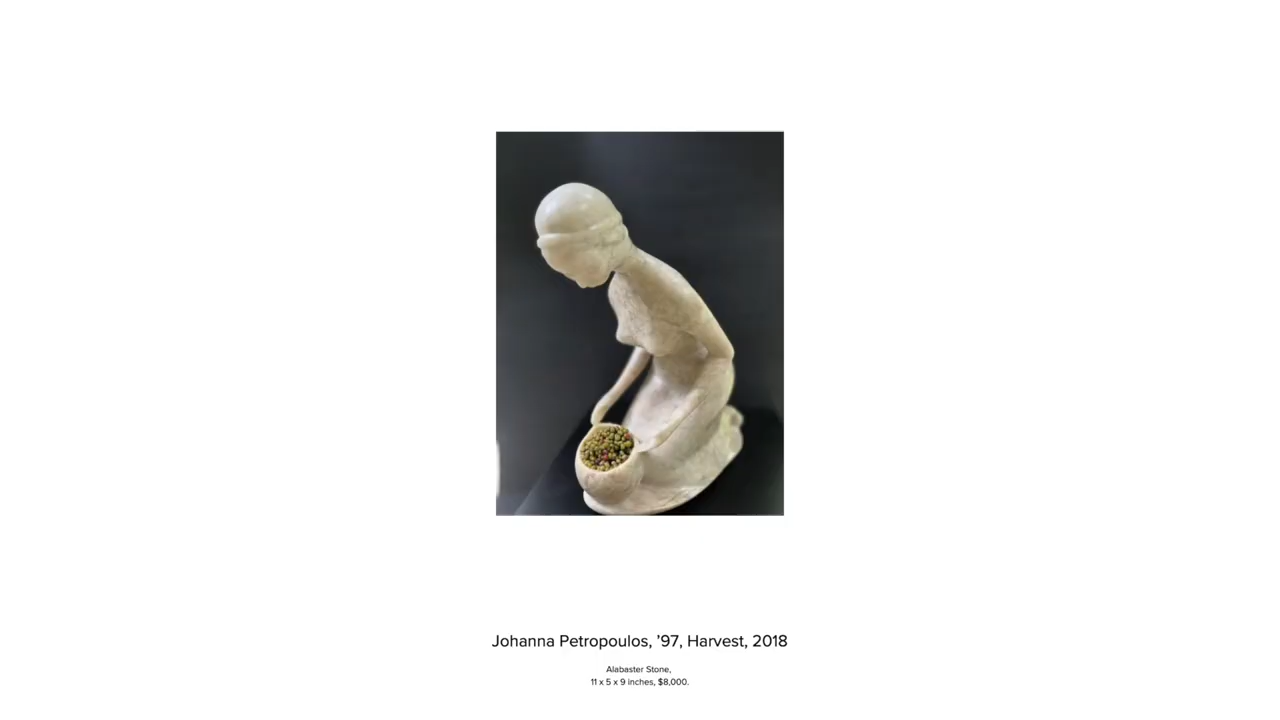 Johanna Petropoulos, ’97, Harvest, 2018
Alabaster Stone,
11 x 5 x 9 inches, $8,000.